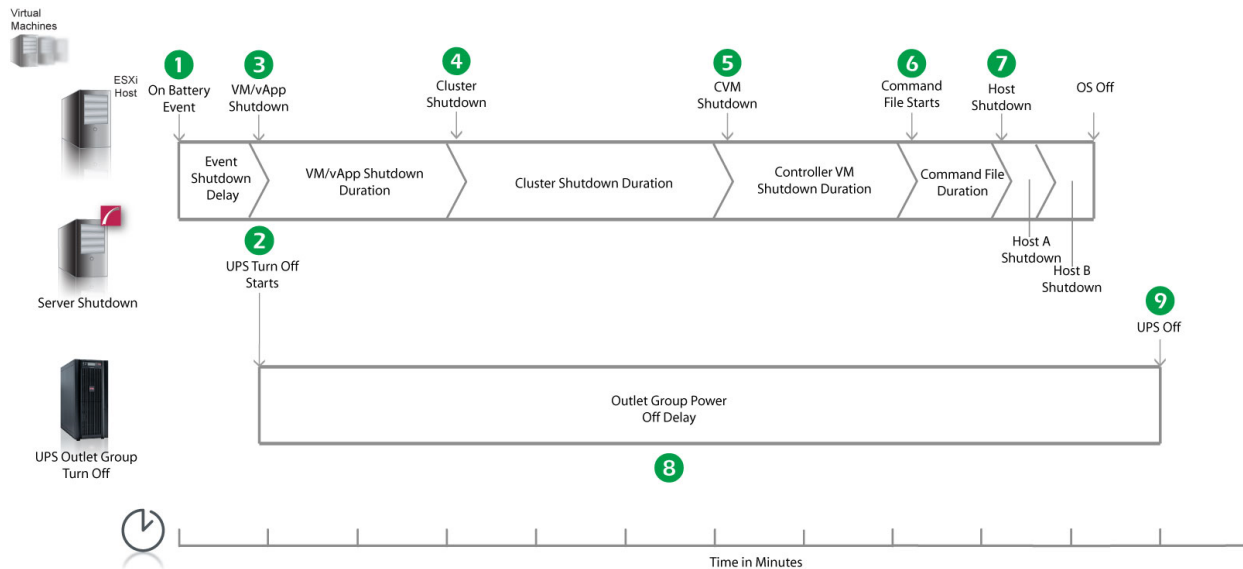 Virtual
Machines
ESXi
Host
1
On Battery
Event
3
VM/vApp
Shutdown
4
Cluster
Shutdown
5
CVM
Shutdown
6
Command
File Starts
7
Host
Shutdown
OS Off
Event
Shutdown
Delay
VM/vApp Shutdown
Duration
Cluster Shutdown Duration
Controller VM
Shutdown Duration
Command File
Duration
Host A
Shutdown
Host B
Shutdown
2
UPS Turn Off
Starts
Server Shutdown
9
UPS Off
Outlet Group Power
Off Delay
8
UPS Outlet Group
Turn Off
Time in Minutes